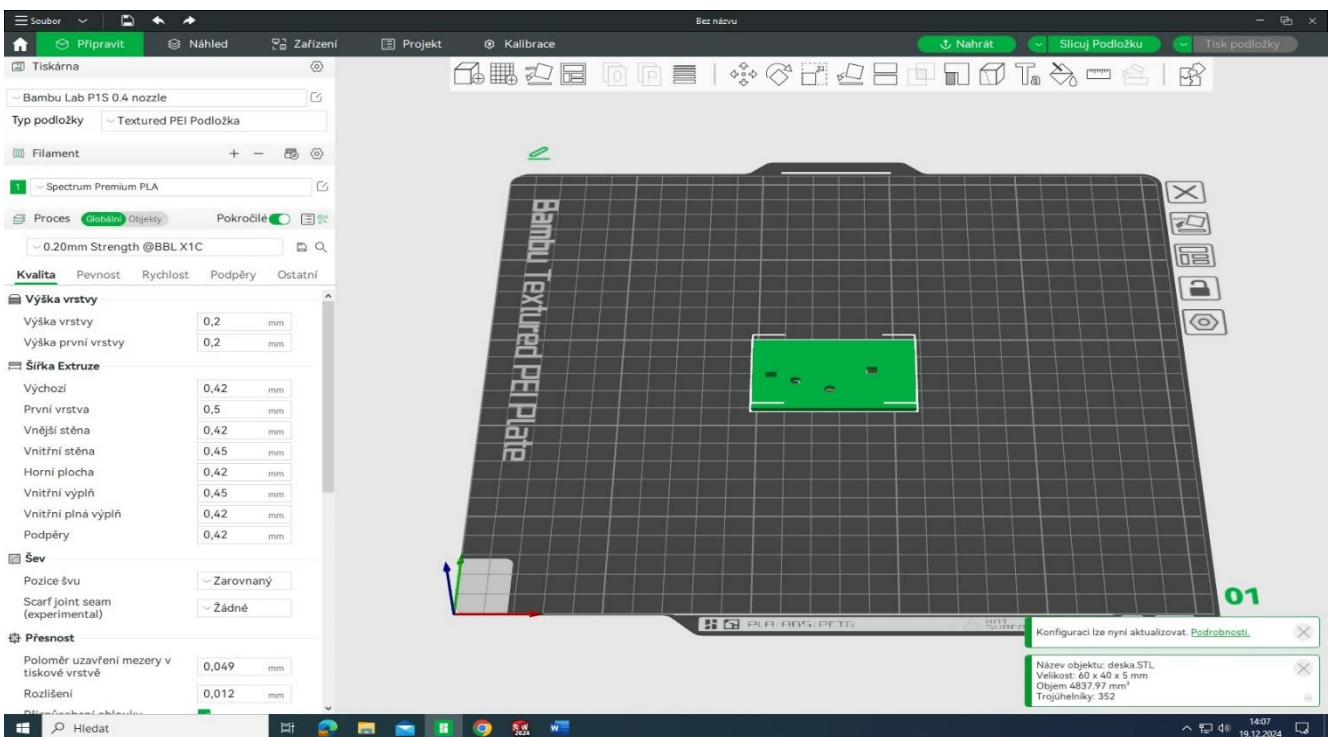 Soubor
Bez názvu
Připravit
Náhled
Zařízení
Projekt
Kalibrace
Nahrát
Slicuj Podložku
Tisk podložky
Tiskárna
Bambu Lab P1S 0.4 nozzle
Typ podložky
Textured PEI Podložka
Filament
1 Spectrum Premium PLA
Proces Globální Objekty Pokročilé
0.20mm Strength @BBL X1C
Kvalita Pevnost Rychlost Podpěry Ostatní
Výška vrstvy
Výška vrstvy 0,2 mm
Výška první vrstvy 0,2 mm
Šířka Extruze
Výchozí 0,42 mm
První vrstva 0,5 mm
Vnější stěna 0,42 mm
Vnitřní stěna 0,45 mm
Horní plocha 0,42 mm
Vnitřní výplň 0,45 mm
Vnitřní plná výplň 0,42 mm
Podpěry 0,42 mm
Šev
Pozice švu Zarovnaný
Scarf joint seam
(experimental) Žádné
Přesnost
Poloměr uzavření mezery v
tiskové vrstvě 0,049 mm
Rozlišení 0,012 mm
Bambu Textured PEI Plate
PLA/ABS/PETG
HOT
01
Konfiguraci lze nyní aktualizovat. Podrobnosti.
Název objektu: deska.STL
Velikost: 60 x 40 x 5 mm
Objem 4837.97 mm³
Trojúhelníky: 352
Hledat
14:07
19.12.2024